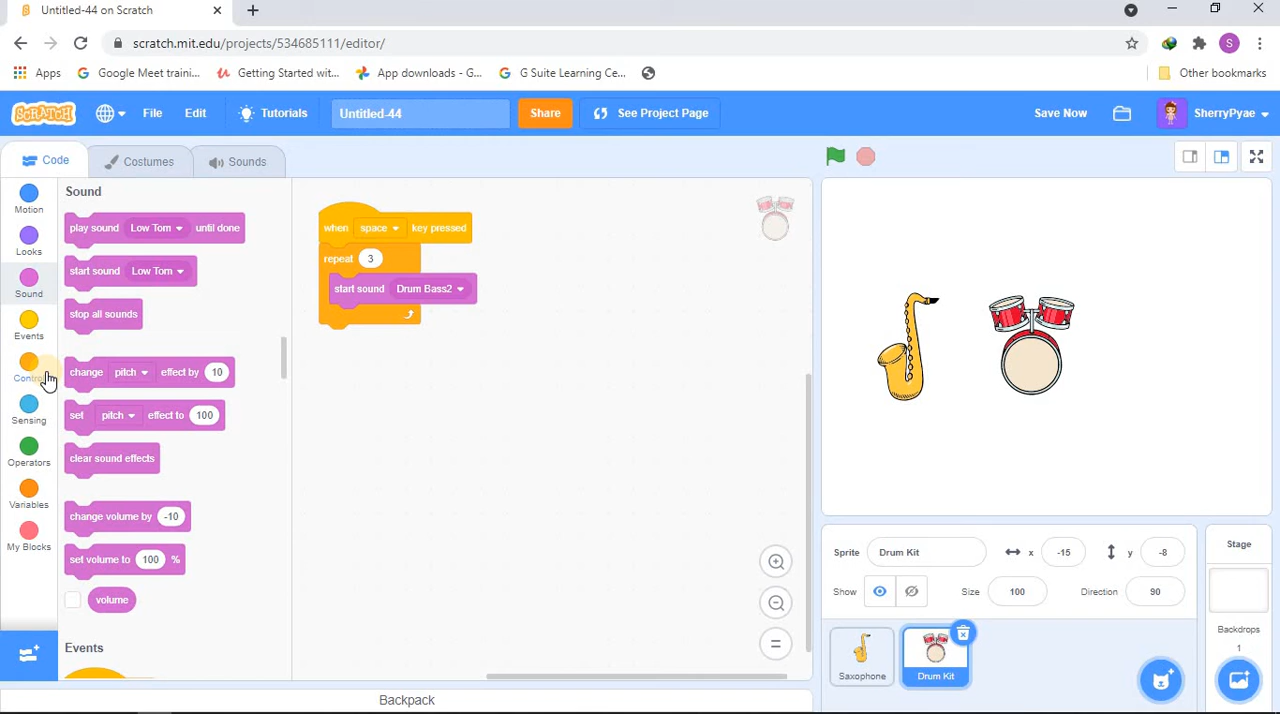 Untitled-44 on Scratch
scratch.mit.edu/projects/534685111/editor/
S
Apps
Google Meet traini...
Getting Started wit...
App downloads - G...
G Suite Learning Ce...
Other bookmarks
SCRATCH
File
Edit
Tutorials
Untitled-44
Share
See Project Page
Save Now
SherryPyae
Code
Costumes
Sounds
Motion
Looks
Sound
Events
Control
Sensing
Operators
Variables
My Blocks
Sound
play sound Low Tom until done
start sound Low Tom
stop all sounds
change pitch effect by 10
set pitch effect to 100
clear sound effects
change volume by -10
set volume to 100 %
volume
Events
when space key pressed
repeat 3
start sound Drum Bass2
Sprite Drum Kit x -15 y -8
Show Size 100 Direction 90
Saxophone
Drum Kit
Stage
Backdrops
1
Backpack